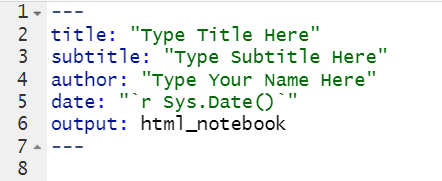 1 ---
2 title: "Type Title Here"
3 subtitle: "Type Subtitle Here"
4 author: "Type Your Name Here"
5 date: "`r Sys.Date()`"
6 output: html_notebook
7 ---
8